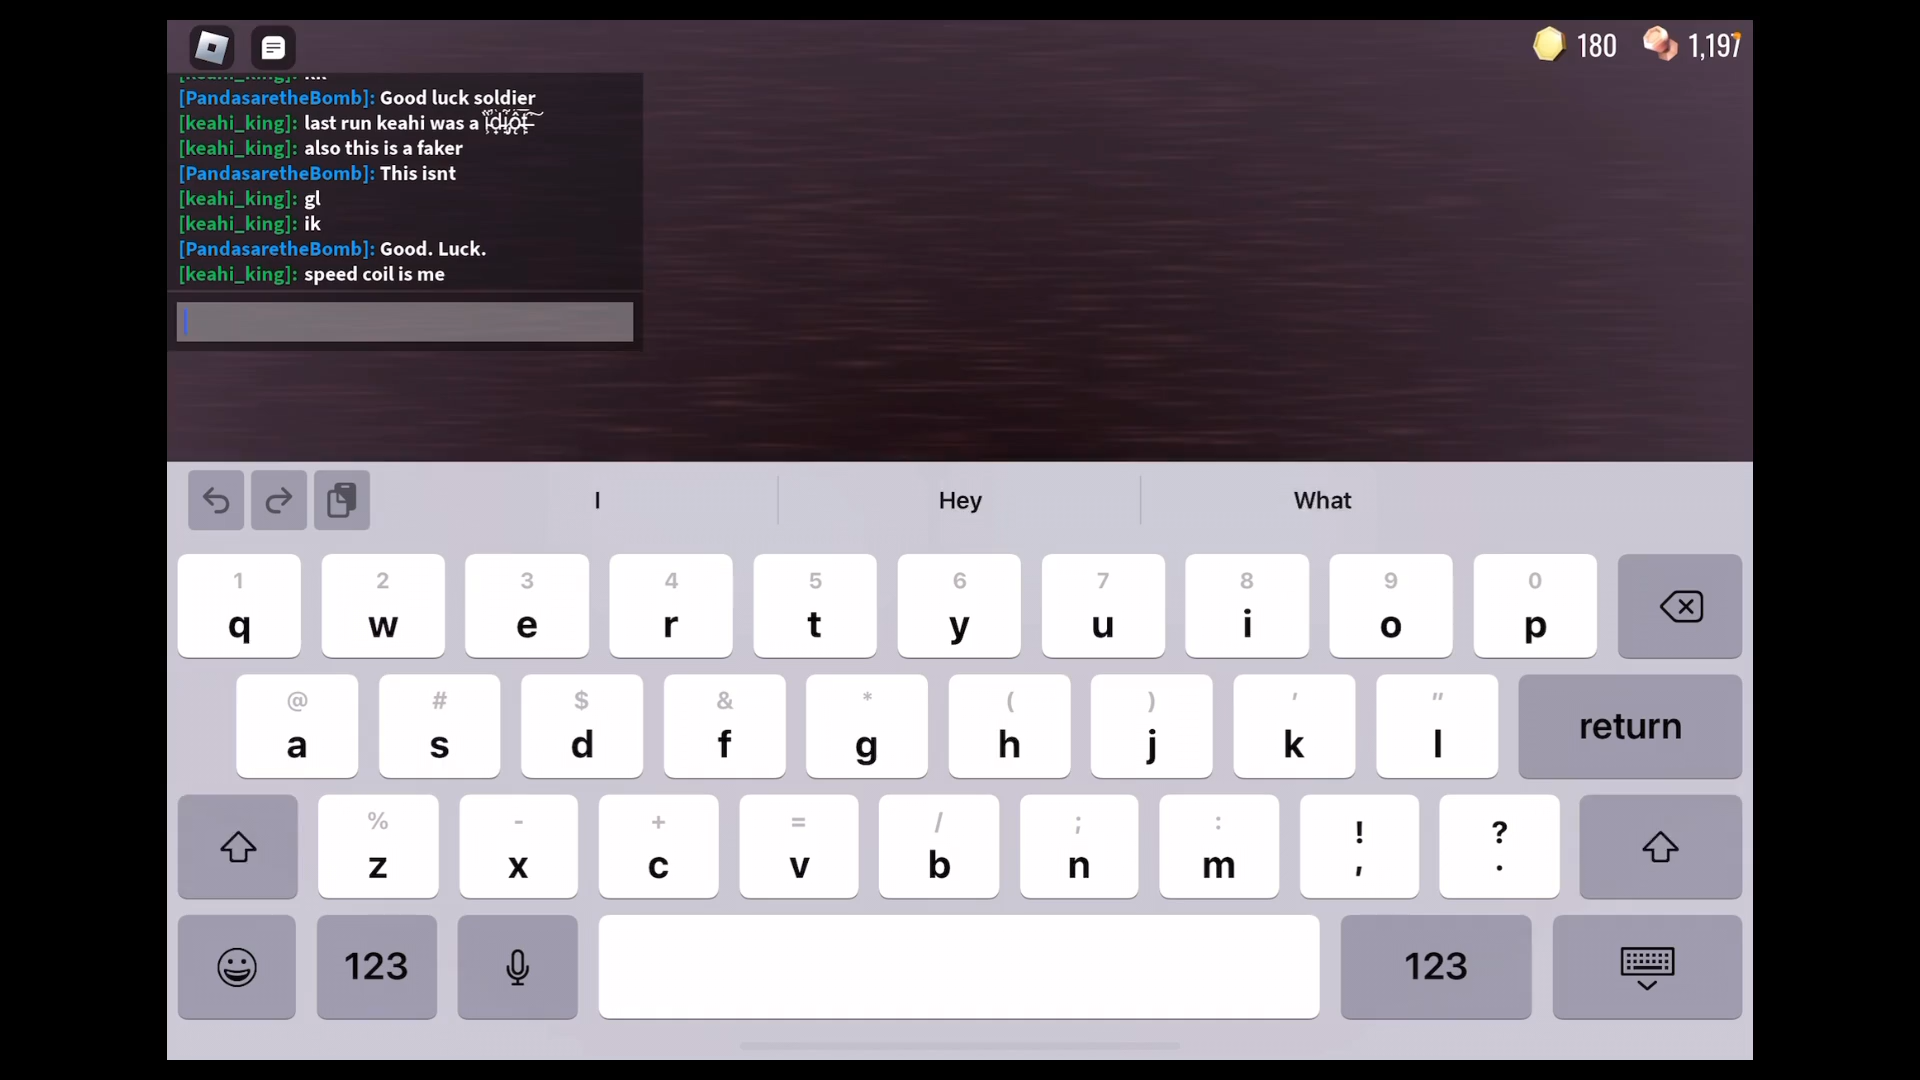 180 1,197
[PandasaretheBomb]: Good luck soldier
[keahi_king]: last run keahi was a idiot
[keahi_king]: also this is a faker
[PandasaretheBomb]: This isnt
[keahi_king]: gl
[keahi_king]: ik
[PandasaretheBomb]: Good. Luck.
[keahi_king]: speed coil is me
I Hey What
1 2 3 4 5 6 7 8 9 0
q w e r t y u i o p
@ # $ & * ( ) ' "
a s d f g h j k l return
% - + = / ; : ! ?
z x c v b n m , .
123 123